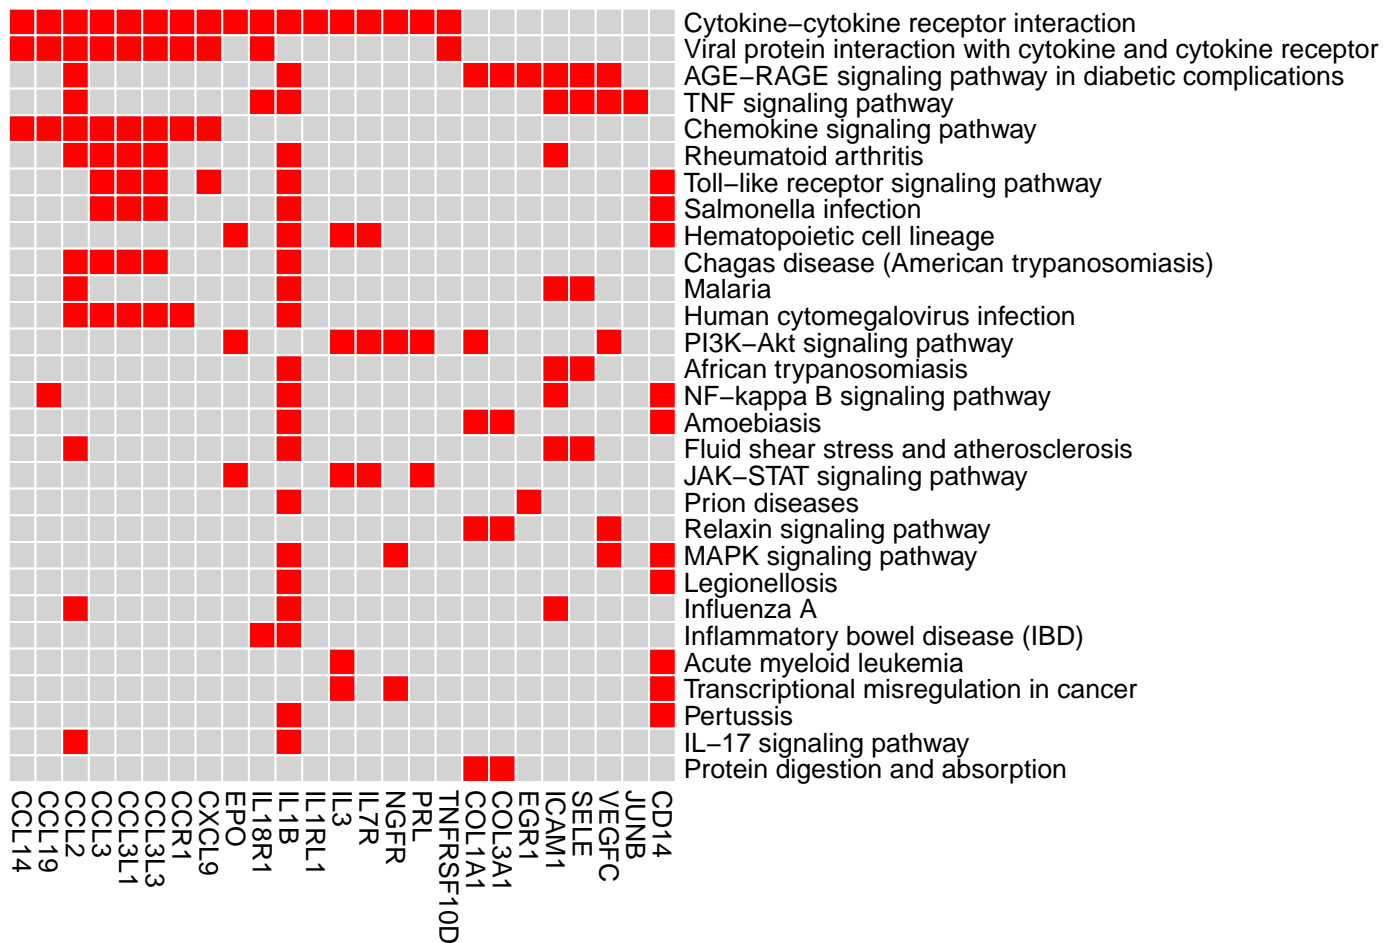 Cytokine−cytokine receptor interaction
Viral protein interaction with cytokine and cytokine receptor
AGE−RAGE signaling pathway in diabetic complications
TNF signaling pathway
Chemokine signaling pathway
Rheumatoid arthritis
Toll−like receptor signaling pathway
Salmonella infection
Hematopoietic cell lineage
Chagas disease (American trypanosomiasis)
Malaria
Human cytomegalovirus infection
PI3K−Akt signaling pathway
African trypanosomiasis
NF−kappa B signaling pathway
Amoebiasis
Fluid shear stress and atherosclerosis
JAK−STAT signaling pathway
Prion diseases
Relaxin signaling pathway
MAPK signaling pathway
Legionellosis
Influenza A
Inflammatory bowel disease (IBD)
Acute myeloid leukemia
Transcriptional misregulation in cancer
Pertussis
IL−17 signaling pathway
Protein digestion and absorption
CCL14
CCL19
CCL2
CCL3
CCL3L1
CCL3L3
CCR1
CXCL9
EPO
IL18R1
IL1B
IL1RL1
IL3
IL7R
NGFR
PRL
TNFRSF10D
COL1A1
COL3A1
EGR1
ICAM1
SELE
VEGFC
JUNB
CD14